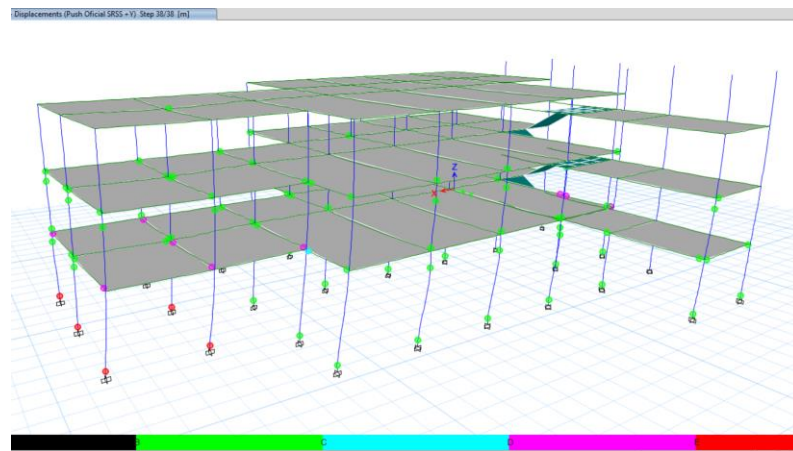 Displacements (Push Oficial SRSS +Y) Step 38/38 [m]
Z
X
B
C
D
E